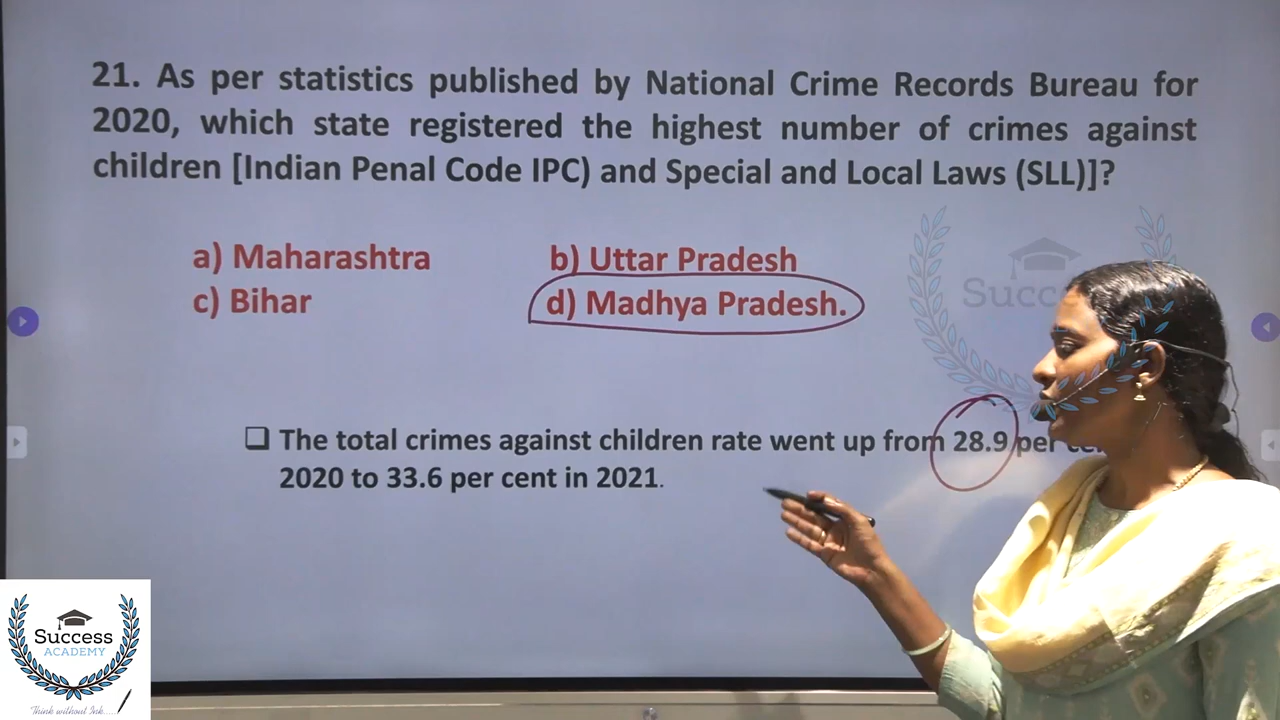 21. As per statistics published by National Crime Records Bureau for
2020, which state registered the highest number of crimes against
children [Indian Penal Code IPC) and Special and Local Laws (SLL)]?
a) Maharashtra b) Uttar Pradesh
c) Bihar d) Madhya Pradesh.
❑ The total crimes against children rate went up from 28.9 per
2020 to 33.6 per cent in 2021.
Success
ACADEMY
Think without Ink.....